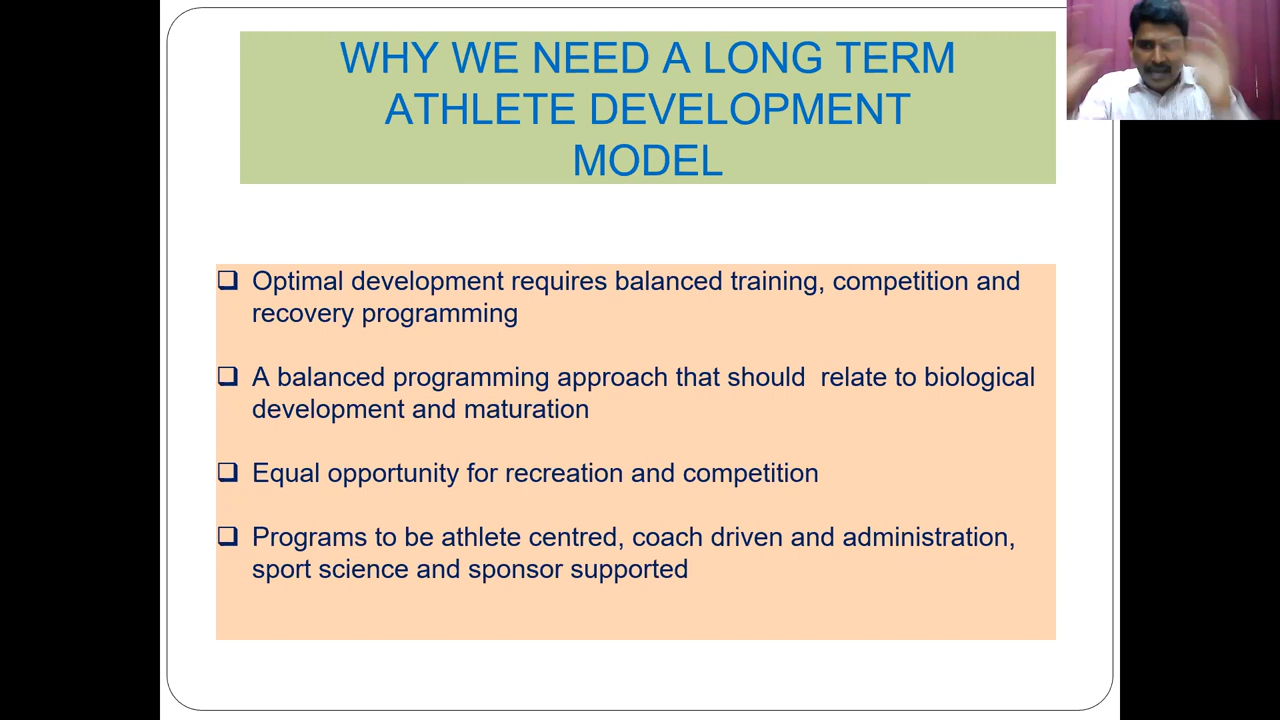 WHY WE NEED A LONG TERM
ATHLETE DEVELOPMENT
MODEL
Optimal development requires balanced training, competition and
recovery programming
A balanced programming approach that should  relate to biological
development and maturation
Equal opportunity for recreation and competition
Programs to be athlete centred, coach driven and administration,
sport science and sponsor supported